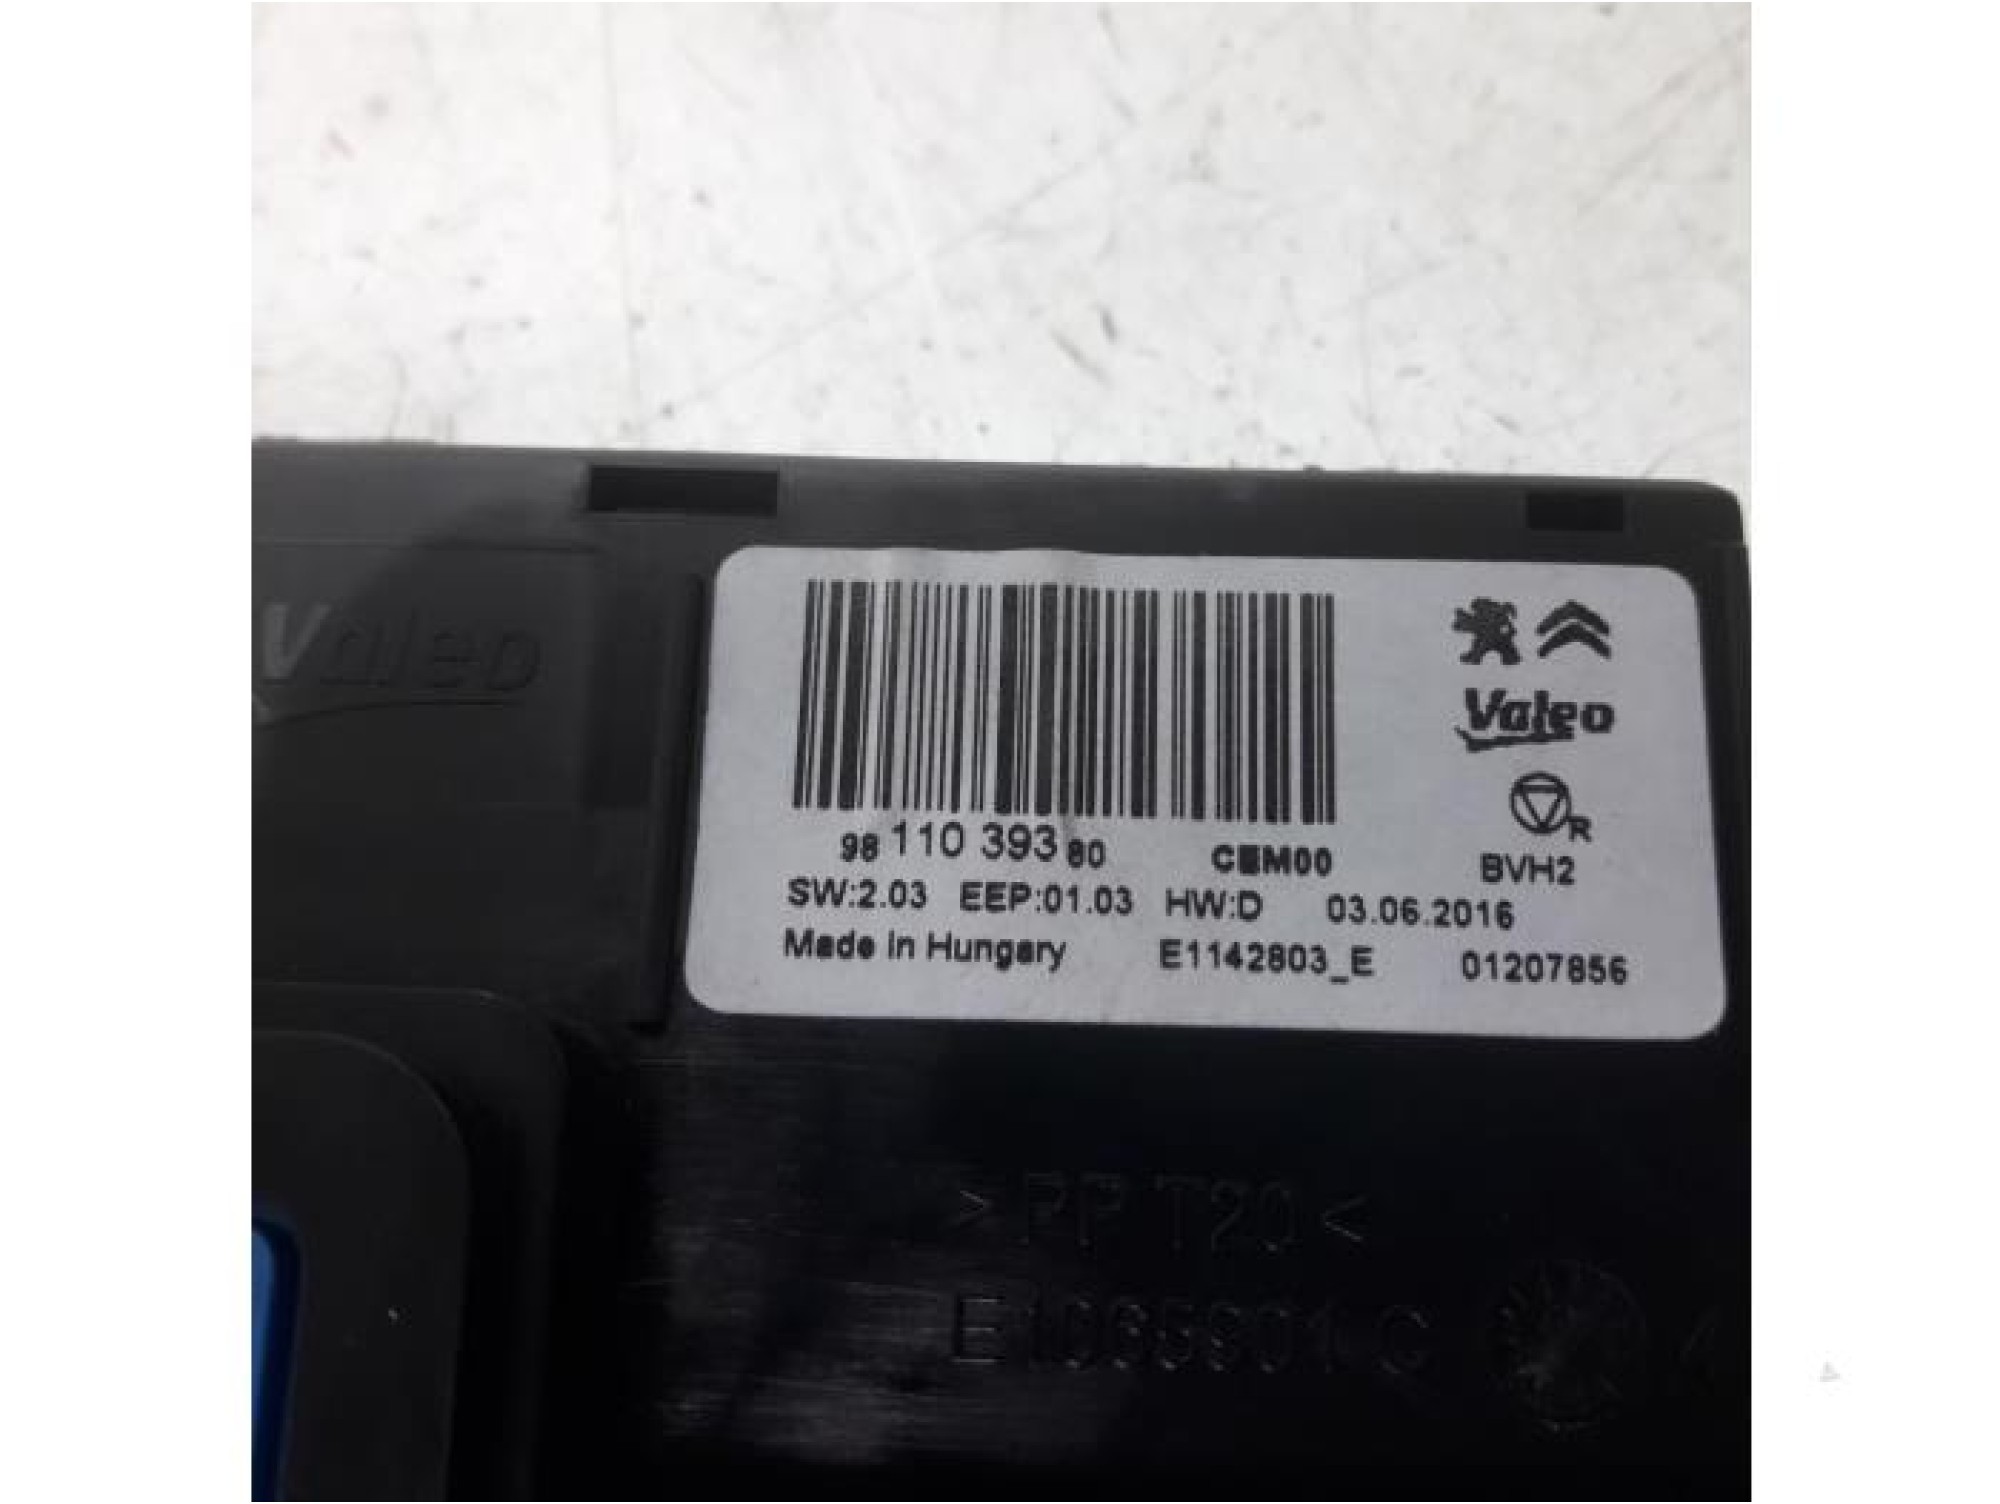 Valeo
Valeo
98 110 393 80 CEM00
R
BVH2
SW:2.03 EEP:01.03 HW:D 03.06.2016
Made in Hungary E1142803_E 01207856
>PP T20<
E1065901 G